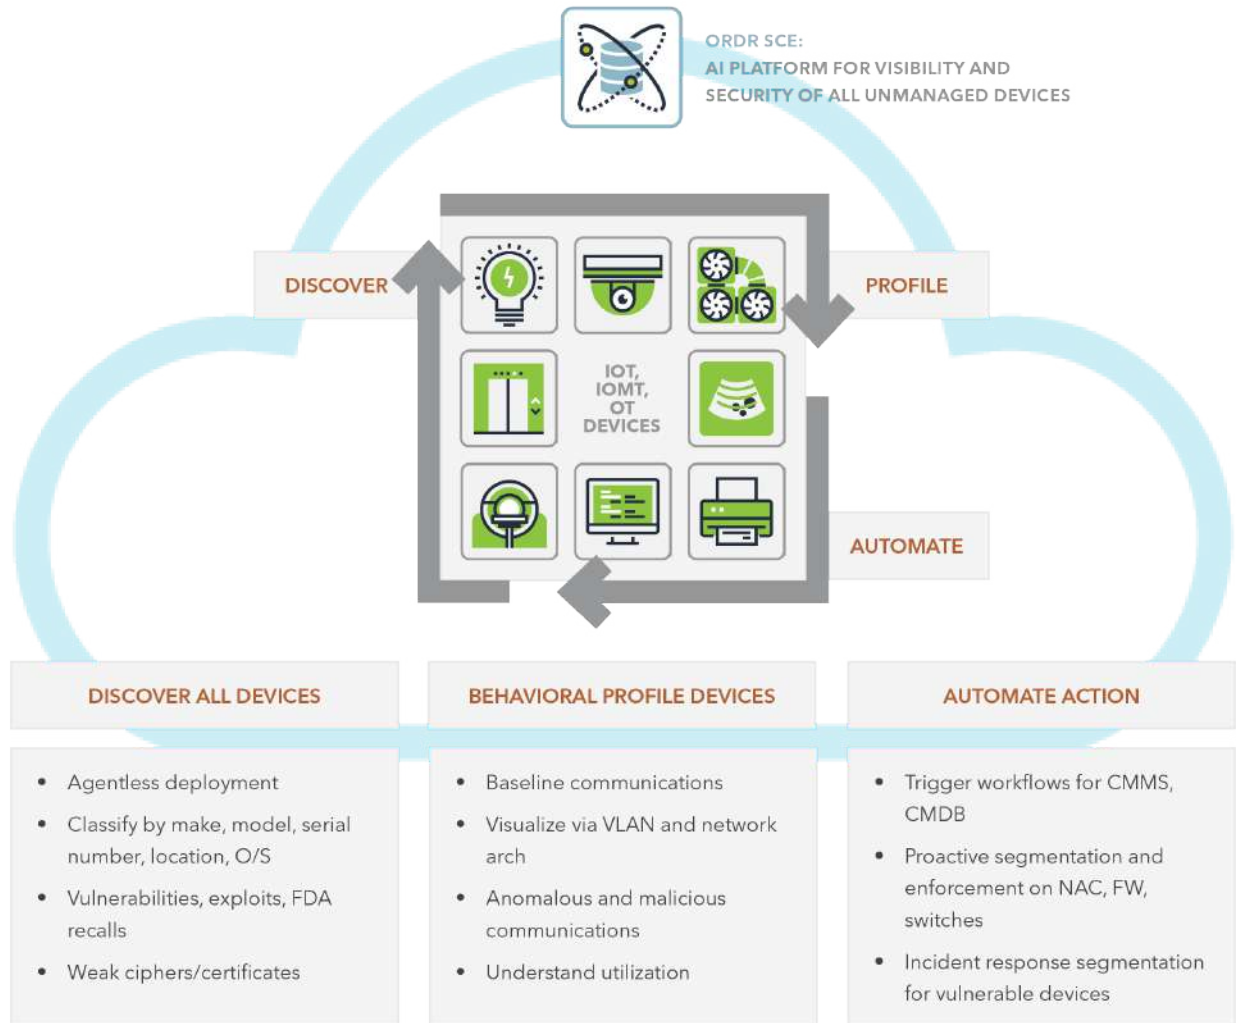 ORDR SCE:
AI PLATFORM FOR VISIBILITY AND
SECURITY OF ALL UNMANAGED DEVICES
DISCOVER
PROFILE
IOT,
IOMT,
OT
DEVICES
AUTOMATE
DISCOVER ALL DEVICES
• Agentless deployment
• Classify by make, model, serial
number, location, O/S
• Vulnerabilities, exploits, FDA
recalls
• Weak ciphers/certificates
BEHAVIORAL PROFILE DEVICES
• Baseline communications
• Visualize via VLAN and network
arch
• Anomalous and malicious
communications
• Understand utilization
AUTOMATE ACTION
• Trigger workflows for CMMS,
CMDB
• Proactive segmentation and
enforcement on NAC, FW,
switches
• Incident response segmentation
for vulnerable devices